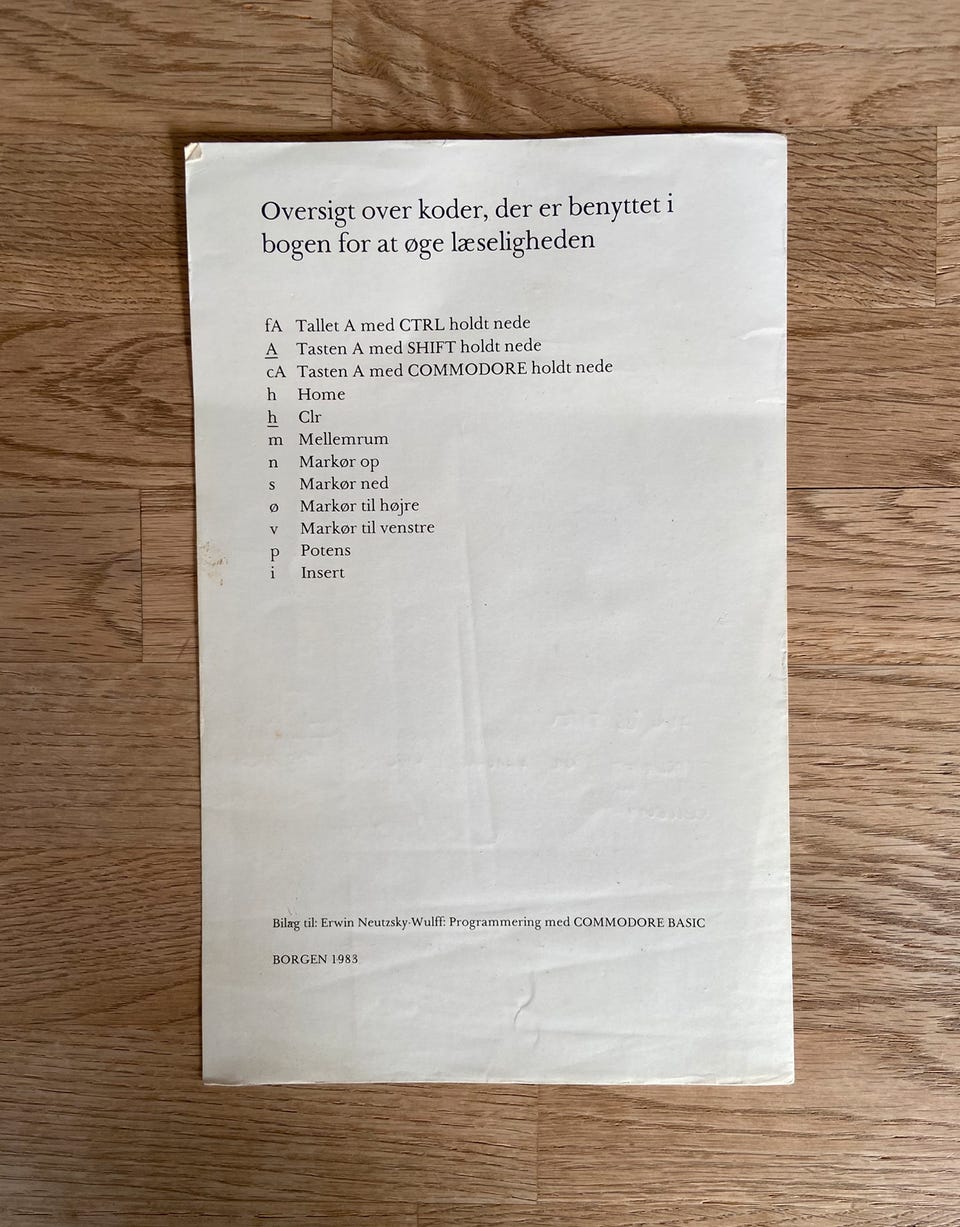 Oversigt over koder, der er benyttet i
bogen for at øge læseligheden
fA Tallet A med CTRL holdt nede
A Tasten A med SHIFT holdt nede
cA Tasten A med COMMODORE holdt nede
h Home
h Clr
m Mellemrum
n Markør op
s Markør ned
ø Markør til højre
v Markør til venstre
p Potens
i Insert
Bilag til: Erwin Neutzsky-Wulff: Programmering med COMMODORE BASIC
BORGEN 1983